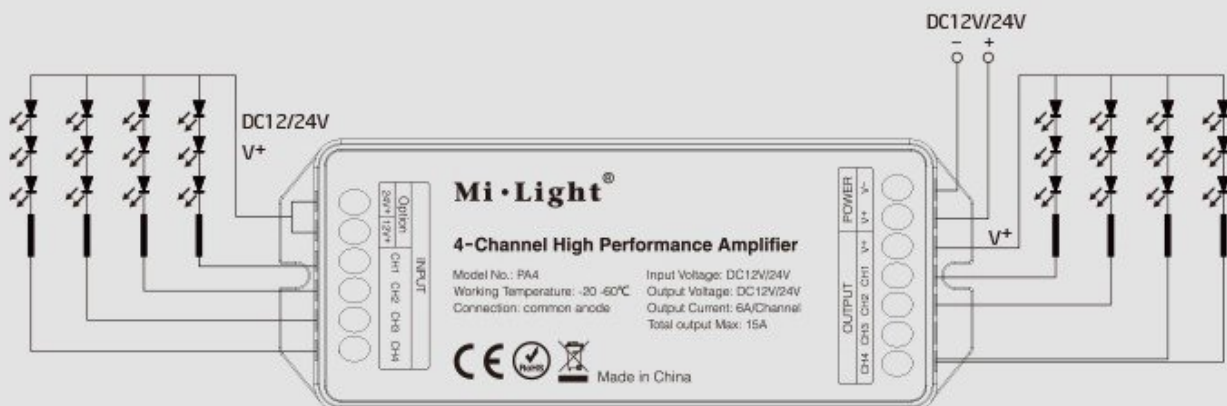 DC12V/24V
- +
DC12/24V
V+
Mi·Light®
4-Channel High Performance Amplifier
Model No.: PA4
Working Temperature: -20 -60℃
Connection: common anode
Input Voltage: DC12V/24V
Output Voltage: DC12V/24V
Output Current: 6A/Channel
Total output Max: 15A
CE RoHS
Made in China
Option
24V+
12V+
INPUT
CH1
CH2
CH3
CH4
POWER
V-
V+
OUTPUT
V+
CH1
CH2
CH3
CH4
V+